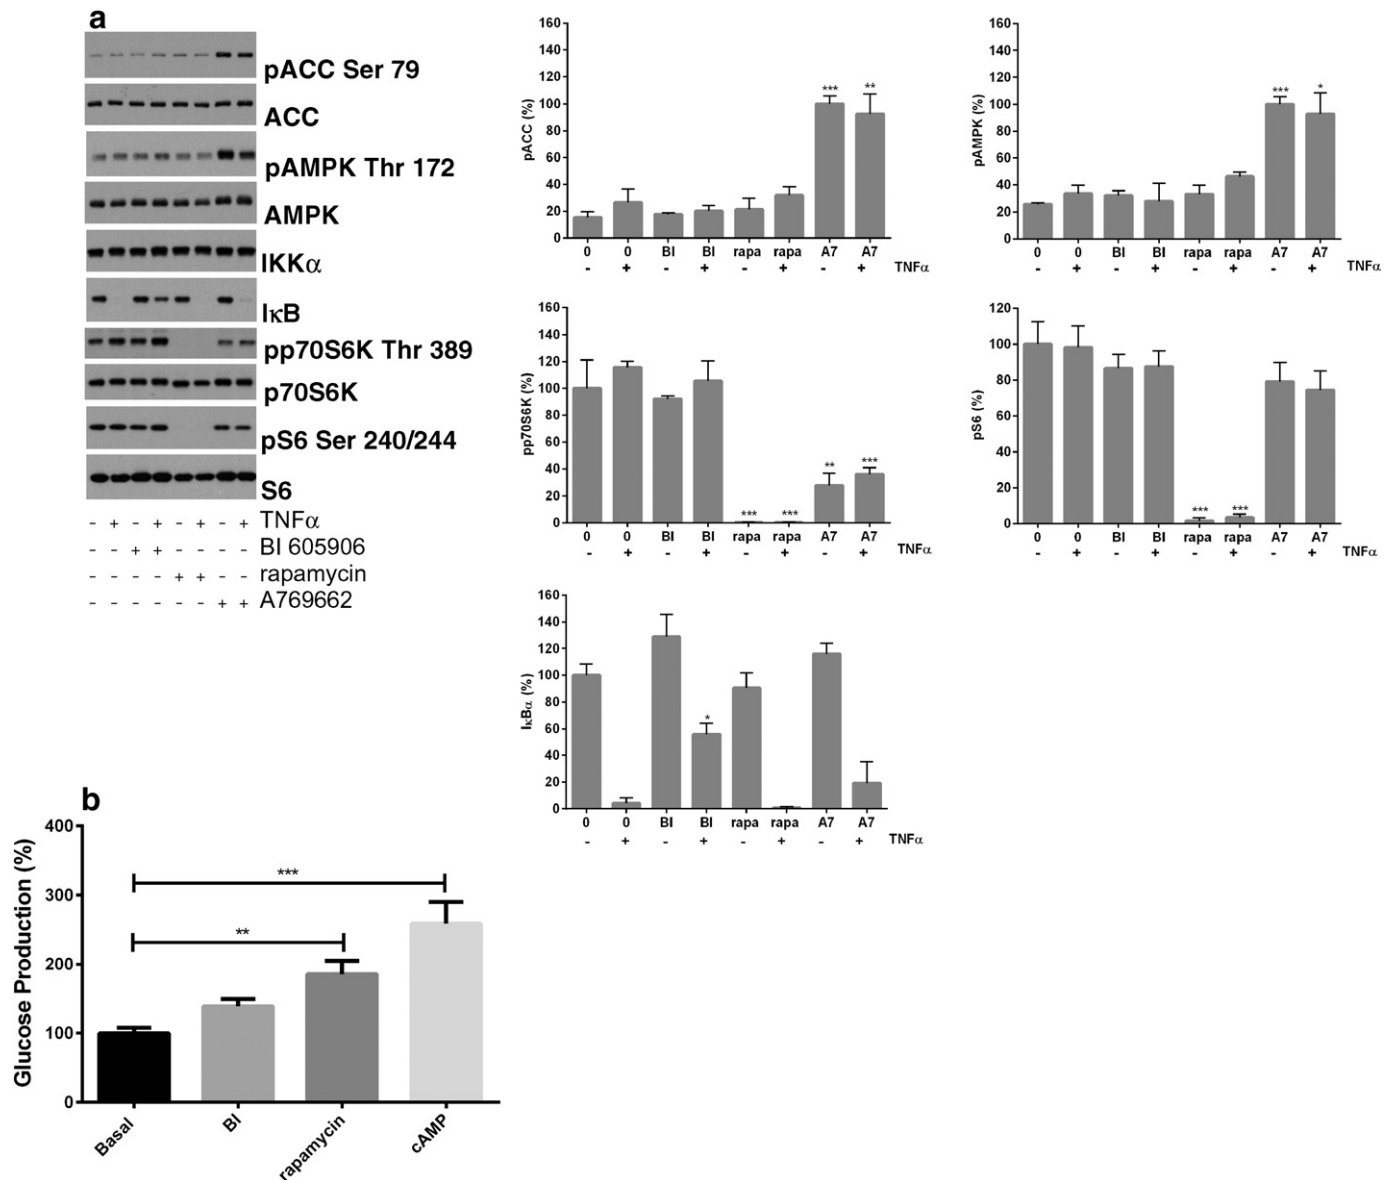 a
pACC Ser 79
ACC
pAMPK Thr 172
AMPK
IKKα
IκB
pp70S6K Thr 389
p70S6K
pS6 Ser 240/244
S6
- + - + - + - + TNFα
- - + + - - - - BI 605906
- - - - + + - - rapamycin
- - - - - - + + A769662
pACC (%)
160
140
120
100
80
60
40
20
0
*** **
0 0 BI BI rapa rapa A7 A7
- + - + - + - + TNFα
pAMPK (%)
160
140
120
100
80
60
40
20
0
*** *
0 0 BI BI rapa rapa A7 A7
- + - + - + - + TNFα
pp70S6K (%)
160
140
120
100
80
60
40
20
0
*** *** ** ***
0 0 BI BI rapa rapa A7 A7
- + - + - + - + TNFα
pS6 (%)
120
100
80
60
40
20
0
*** ***
0 0 BI BI rapa rapa A7 A7
- + - + - + - + TNFα
IκBα (%)
160
140
120
100
80
60
40
20
0
*
0 0 BI BI rapa rapa A7 A7
- + - + - + - + TNFα
b
Glucose Production (%)
400
300
200
100
0
***
**
Basal BI rapamycin cAMP